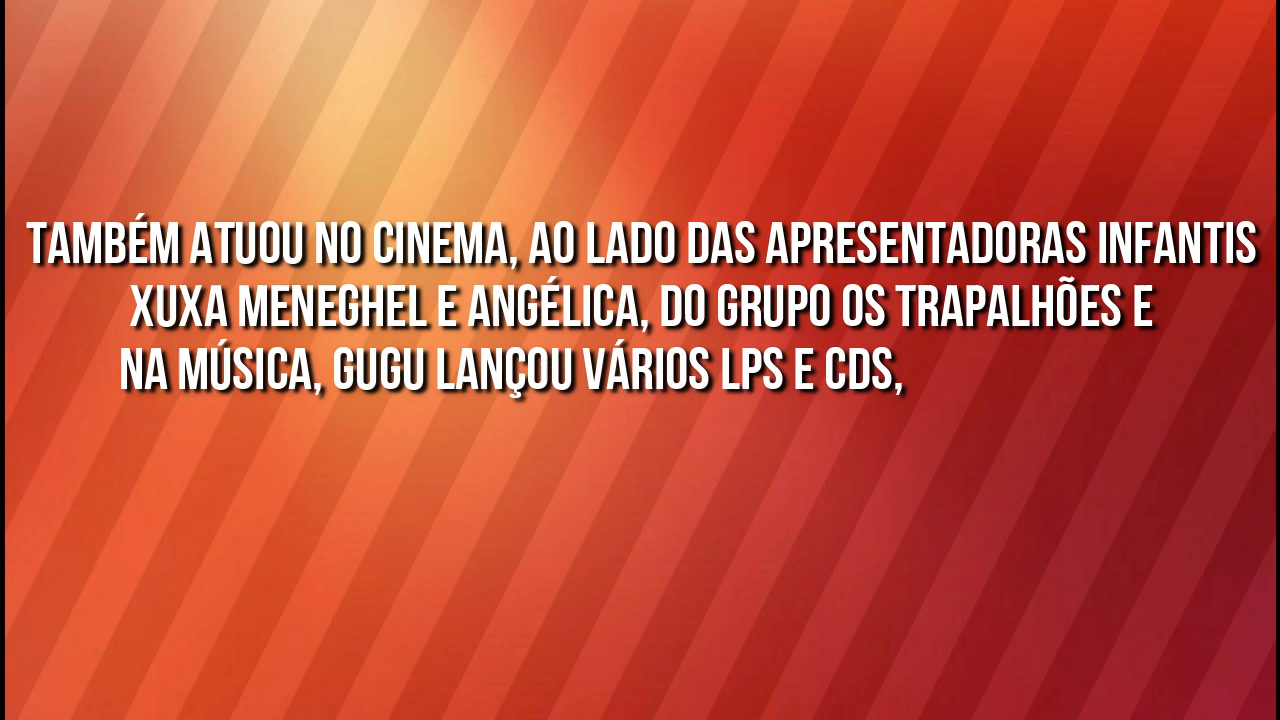 TAMBÉM ATUOU NO CINEMA, AO LADO DAS APRESENTADORAS INFANTIS
XUXA MENEGHEL E ANGÉLICA, DO GRUPO OS TRAPALHÕES E
NA MÚSICA, GUGU LANÇOU VÁRIOS LPS E CDS,